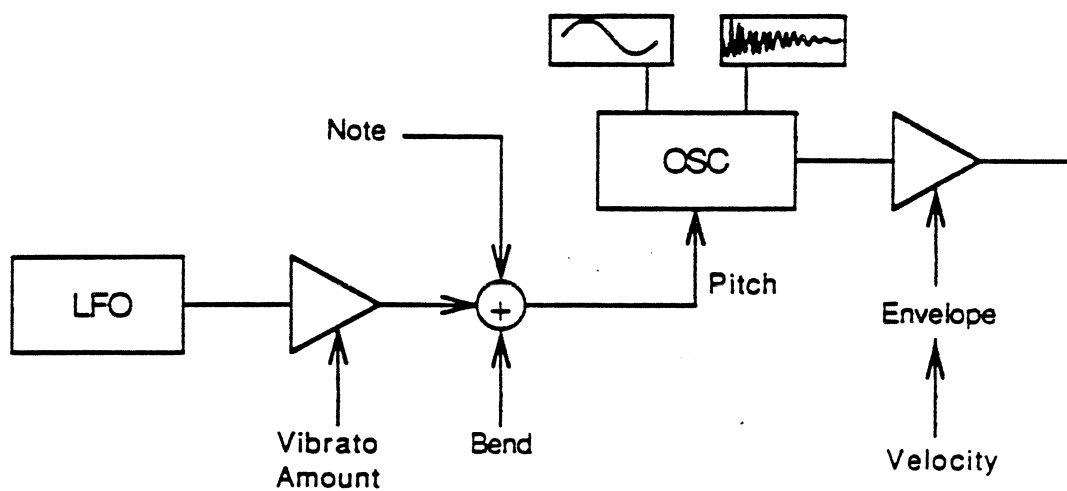 Note
OSC
LFO
+
Pitch
Envelope
Vibrato
Amount
Bend
Velocity